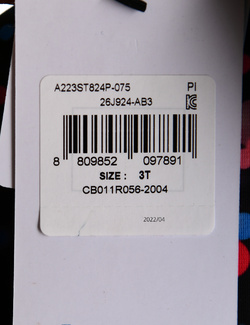 A223ST824P-075 PI
26J924-AB3
8 809852 097891
SIZE : 3T
CB011R056-2004
2022/04